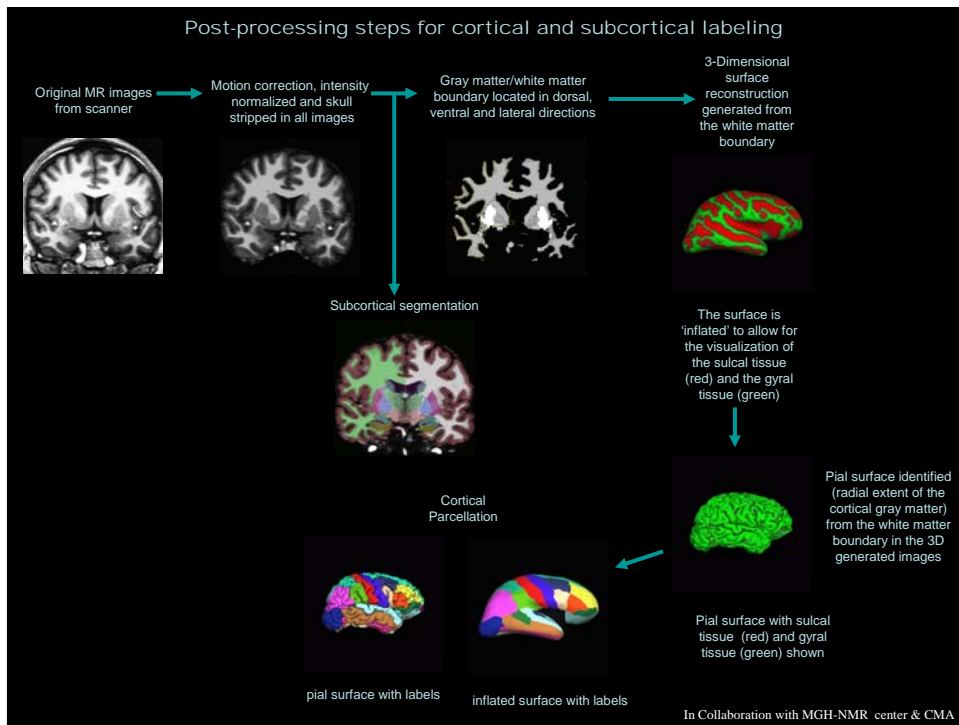 Post-processing steps for cortical and subcortical labeling
Original MR images
from scanner
Motion correction, intensity
normalized and skull
stripped in all images
Gray matter/white matter
boundary located in dorsal,
ventral and lateral directions
3-Dimensional
surface
reconstruction
generated from
the white matter
boundary
Subcortical segmentation
The surface is
‘inflated’ to allow for
the visualization of
the sulcal tissue
(red) and the gyral
tissue (green)
Pial surface identified
(radial extent of the
cortical gray matter)
from the white matter
boundary in the 3D
generated images
Cortical
Parcellation
Pial surface with sulcal
tissue (red) and gyral
tissue (green) shown
pial surface with labels
inflated surface with labels
In Collaboration with MGH-NMR center & CMA